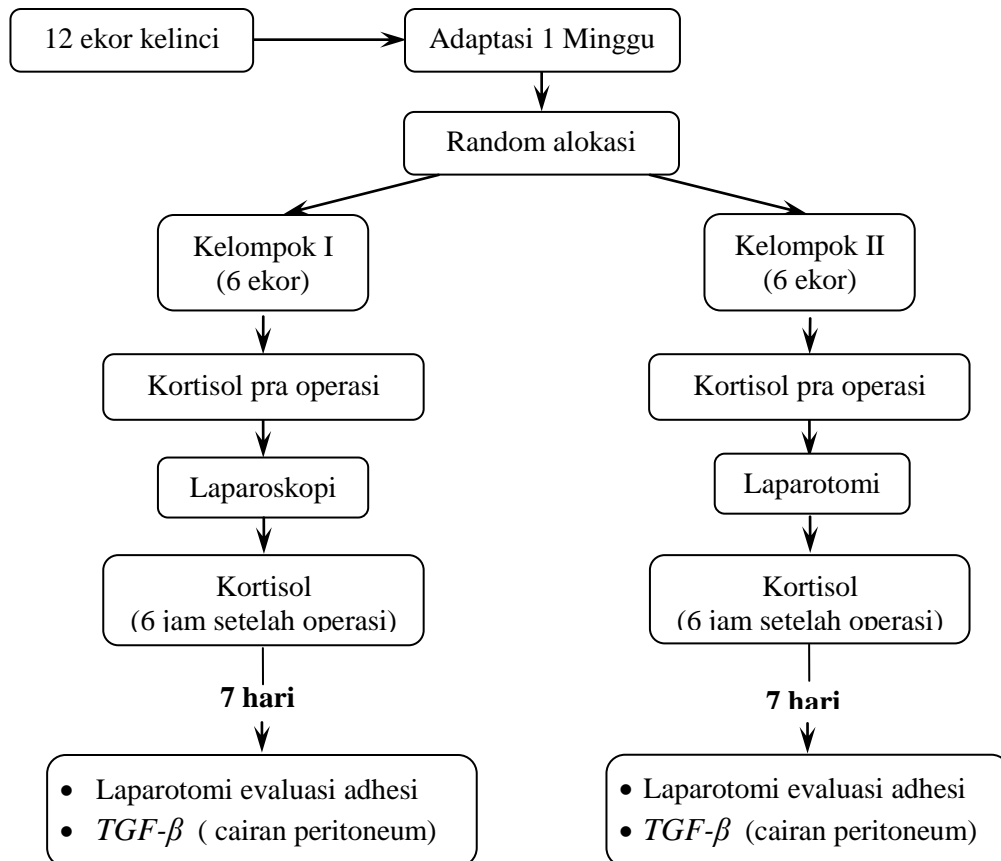 12 ekor kelinci
Adaptasi 1 Minggu
Random alokasi
Kelompok I
(6 ekor)
Kelompok II
(6 ekor)
Kortisol pra operasi
Kortisol pra operasi
Laparoskopi
Laparotomi
Kortisol
(6 jam setelah operasi)
Kortisol
(6 jam setelah operasi)
7 hari
7 hari
• Laparotomi evaluasi adhesi
• TGF-β ( cairan peritoneum)
• Laparotomi evaluasi adhesi
• TGF-β (cairan peritoneum)